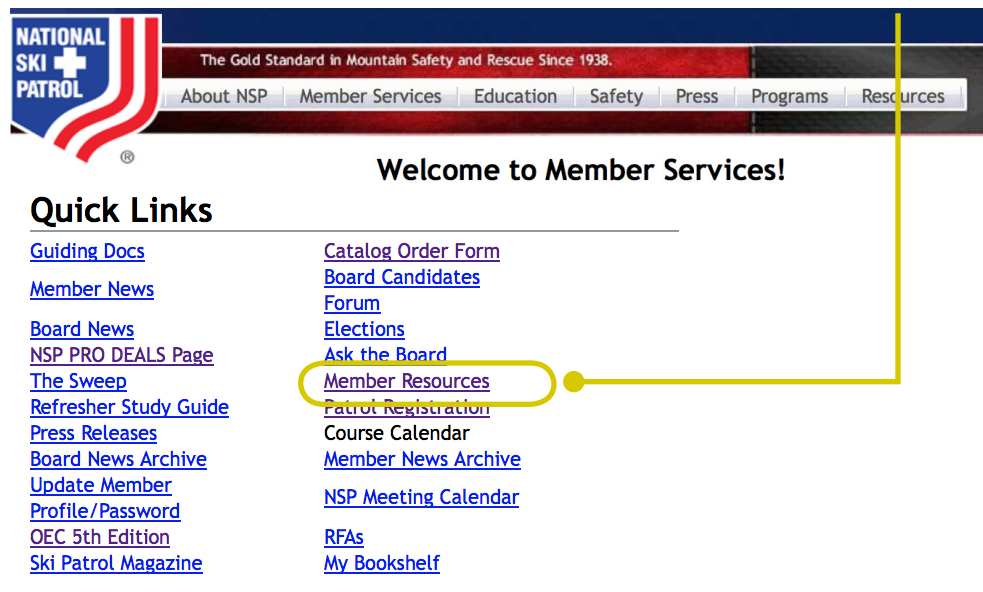 NATIONAL
SKI
PATROL
®
The Gold Standard in Mountain Safety and Rescue Since 1938.
About NSP Member Services Education Safety Press Programs Resources
Welcome to Member Services!
Quick Links
Guiding Docs
Member News
Board News
NSP PRO DEALS Page
The Sweep
Refresher Study Guide
Press Releases
Board News Archive
Update Member
Profile/Password
OEC 5th Edition
Ski Patrol Magazine
Catalog Order Form
Board Candidates
Forum
Elections
Ask the Board
Member Resources
Patrol Registration
Course Calendar
Member News Archive
NSP Meeting Calendar
RFAs
My Bookshelf